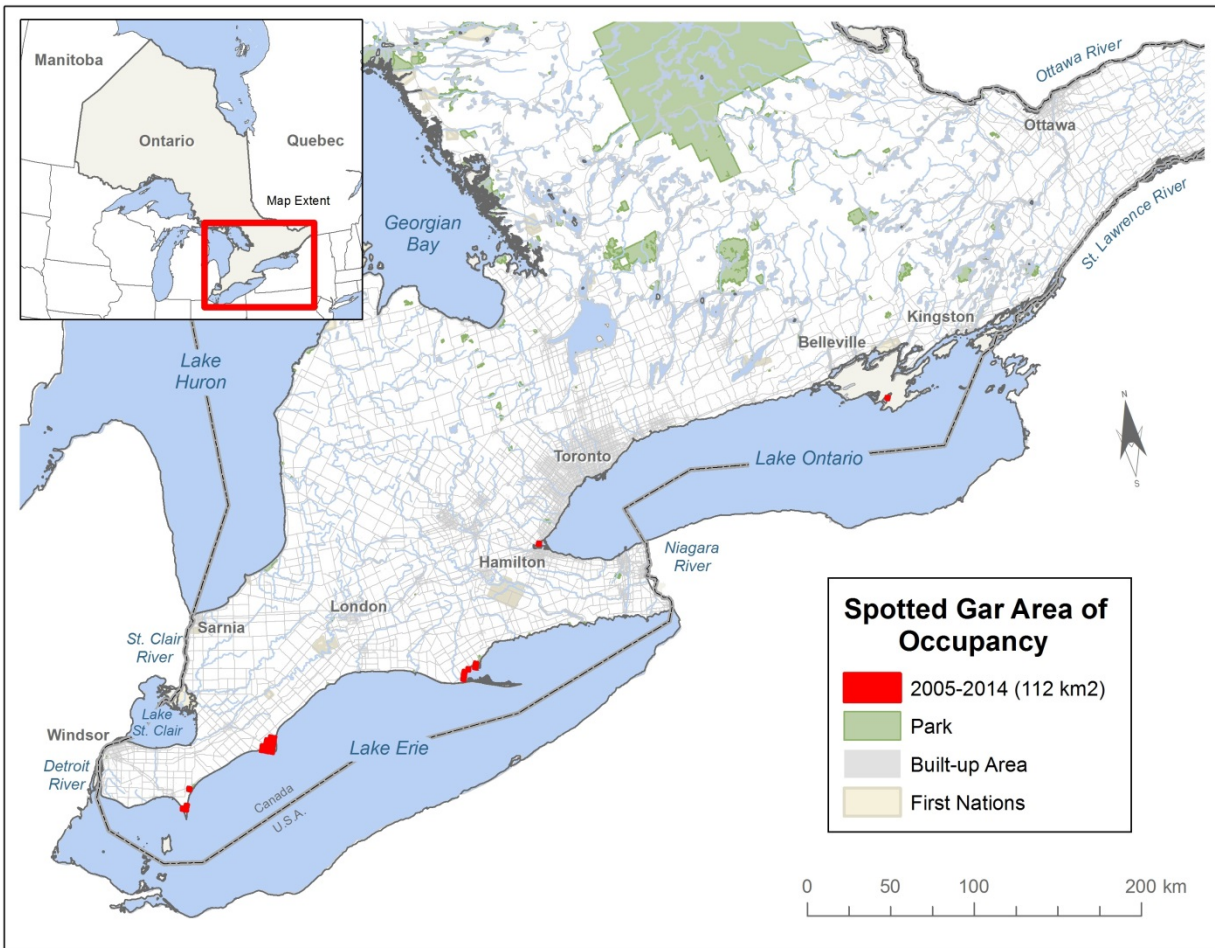 Manitoba
Ontario
Quebec
Map Extent
Ottawa River
Ottawa
St. Lawrence River
Georgian
Bay
Kingston
Belleville
Lake
Huron
Toronto
Lake Ontario
N
S
Niagara
River
Hamilton
London
Sarnia
St. Clair
River
Lake
St. Clair
Windsor
Detroit
River
Lake Erie
Canada
U.S.A.
Spotted Gar Area of
Occupancy
2005-2014 (112 km2)
Park
Built-up Area
First Nations
0 50 100 200 km